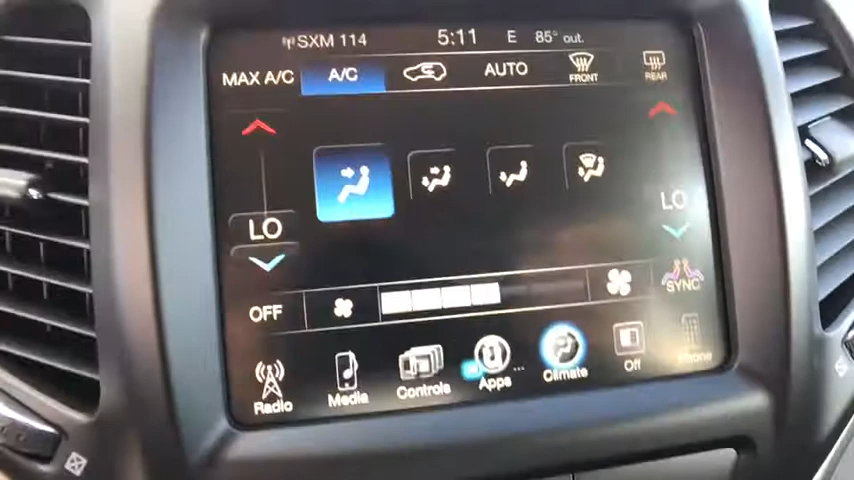 SXM 114 5:11 E 85° out.
MAX A/C A/C AUTO FRONT REAR
LO LO
OFF SYNC
Radio Media Controls Apps Climate Off Phone